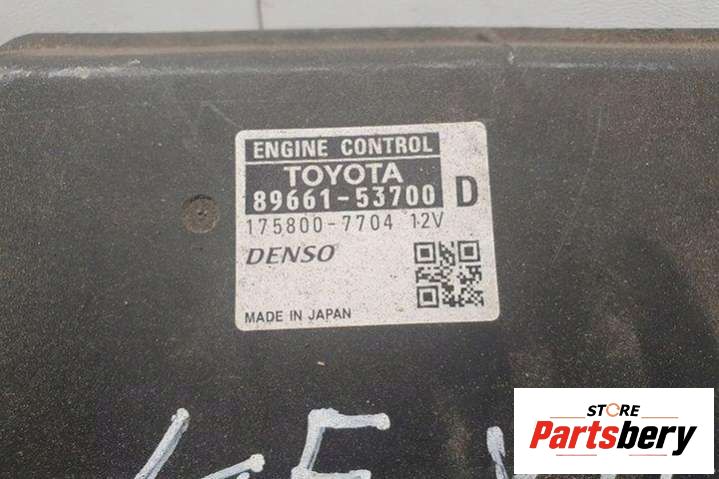 ENGINE CONTROL
TOYOTA
89661-53700 D
175800-7704 12V
DENSO
MADE IN JAPAN
STORE
Partsbery